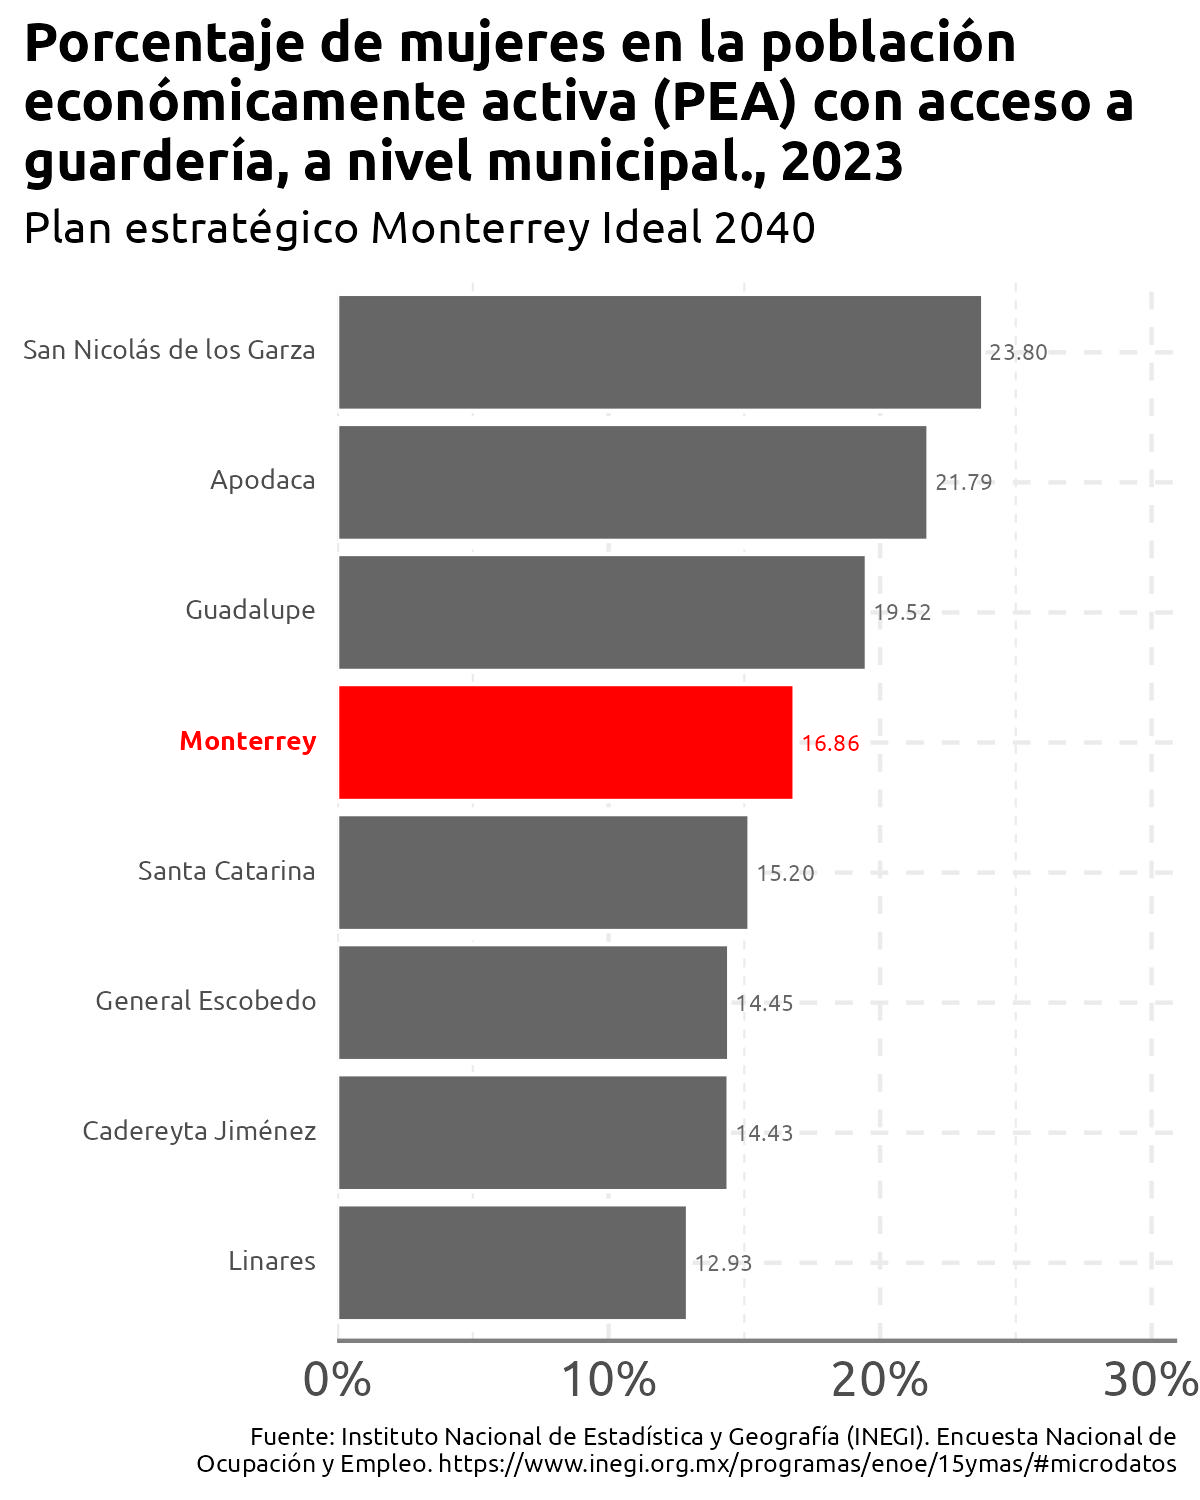 Porcentaje de mujeres en la población
económicamente activa (PEA) con acceso a
guardería, a nivel municipal., 2023
Plan estratégico Monterrey Ideal 2040
San Nicolás de los Garza 23.80
Apodaca 21.79
Guadalupe 19.52
Monterrey 16.86
Santa Catarina 15.20
General Escobedo 14.45
Cadereyta Jiménez 14.43
Linares 12.93
0% 10% 20% 30%
Fuente: Instituto Nacional de Estadística y Geografía (INEGI). Encuesta Nacional de
Ocupación y Empleo. https://www.inegi.org.mx/programas/enoe/15ymas/#microdatos